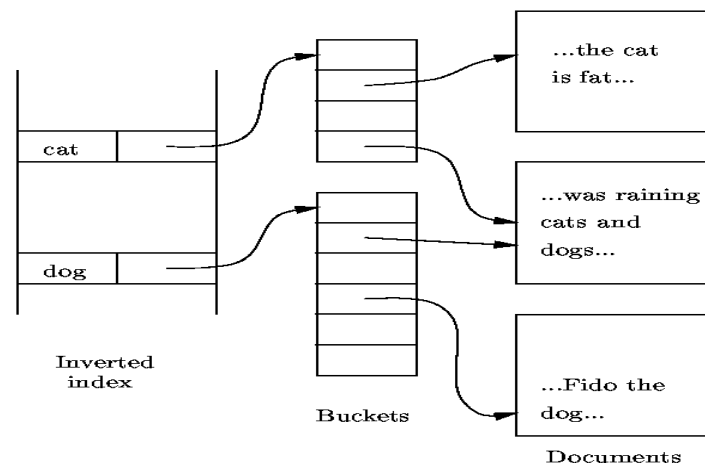 cat
dog
Inverted
index
Buckets
...the cat
is fat...
...was raining
cats and
dogs...
...Fido the
dog...
Documents